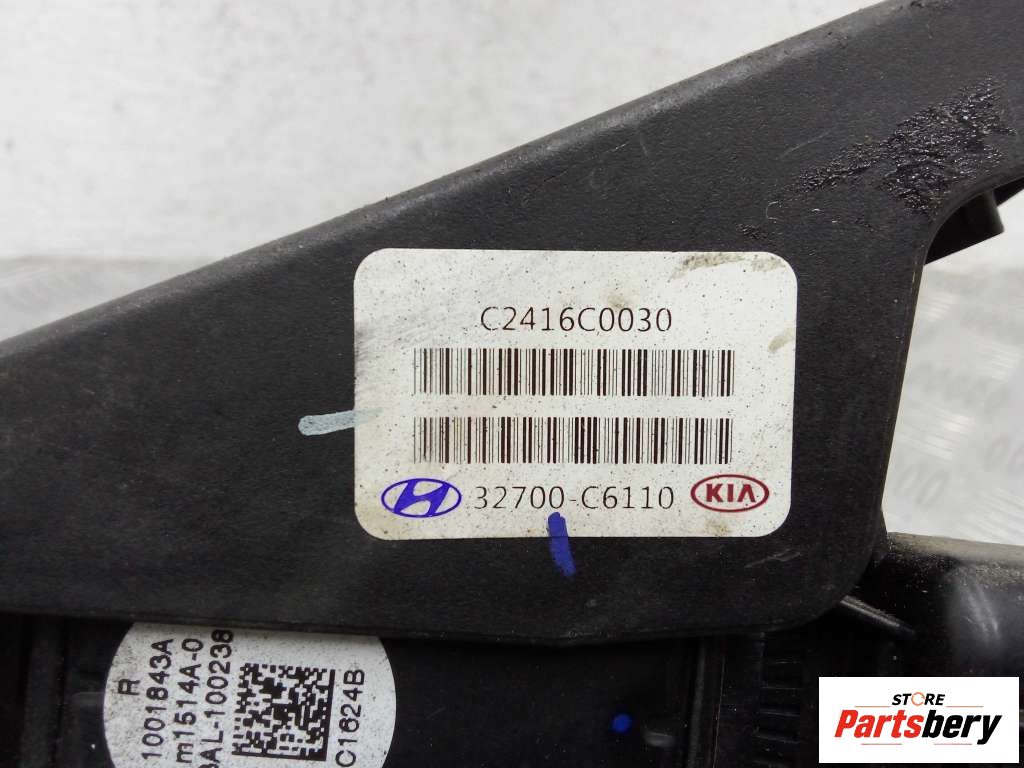 C2416C0030
32700-C6110
KIA
R
1001843A
m1514A-0
AL-100238
C1624B
STORE
Partsbery